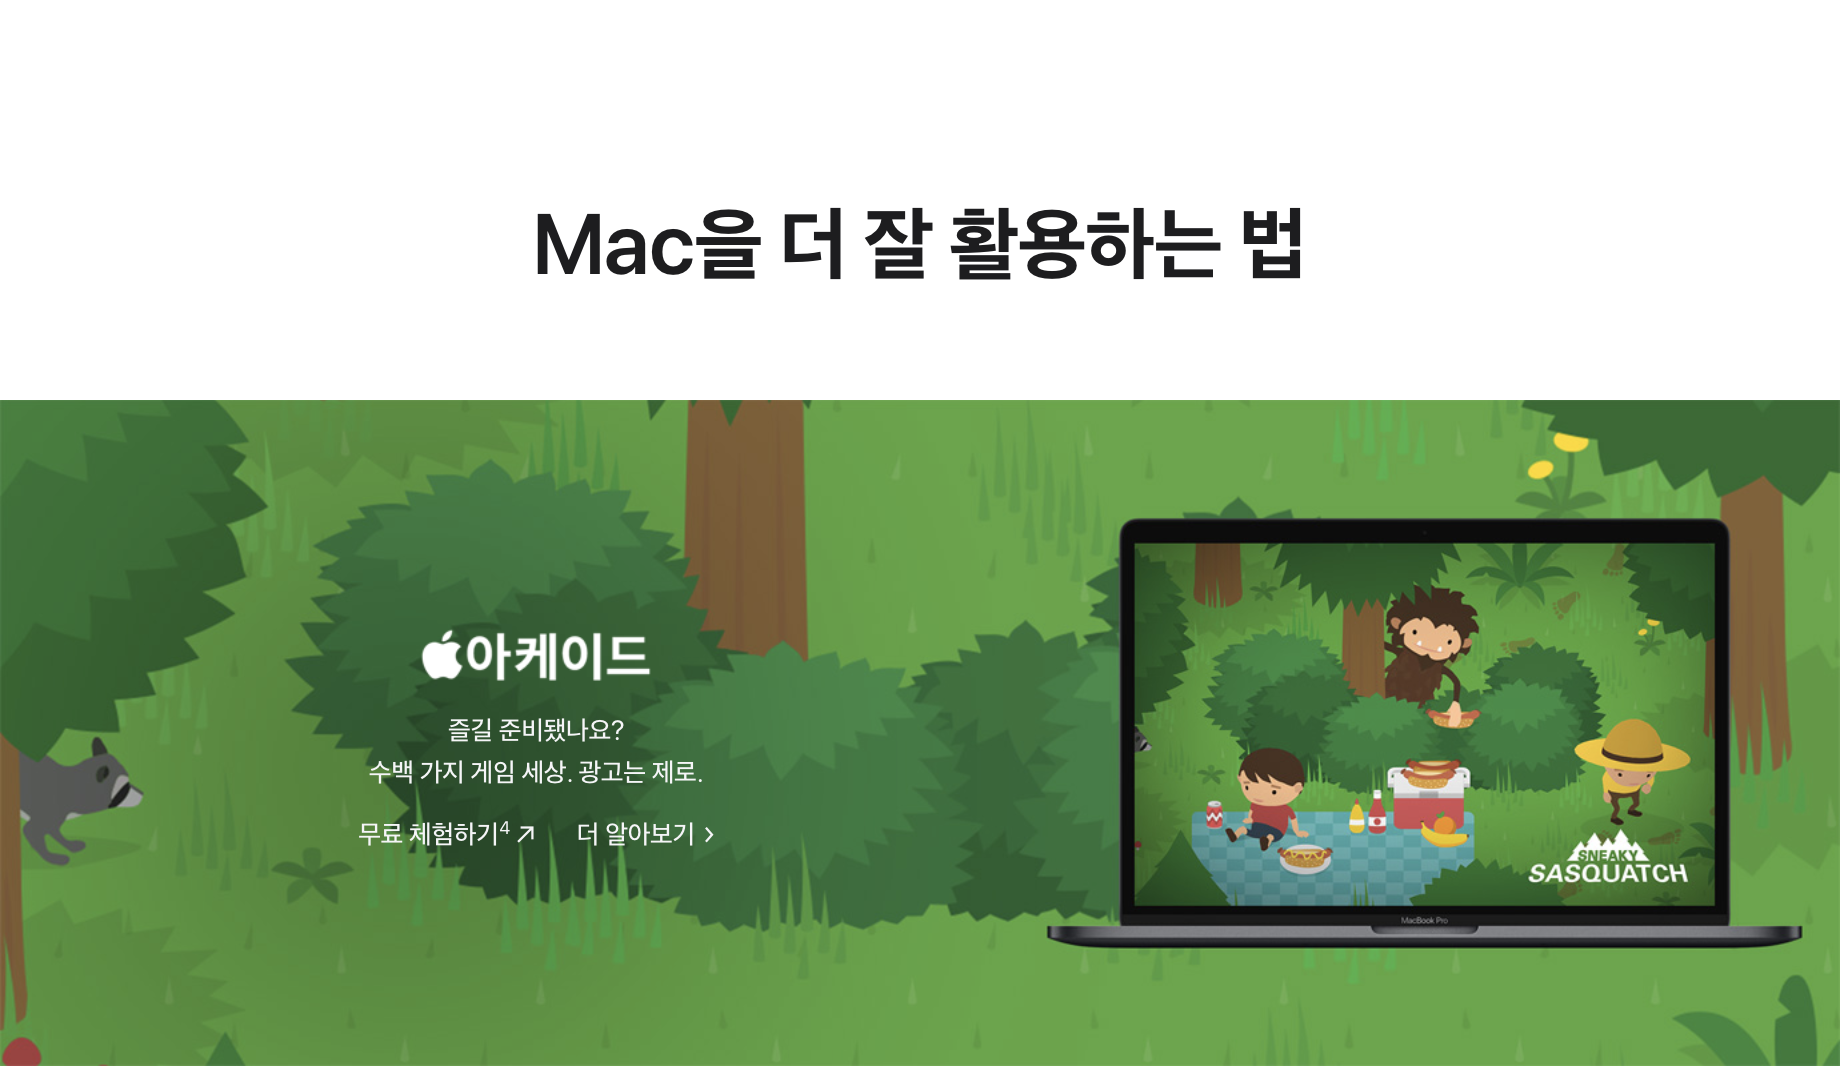 Mac을 더 잘 활용하는 법
아케이드
즐길 준비됐나요?
수백 가지 게임 세상. 광고는 제로.
무료 체험하기4 더 알아보기
SNEAKY
SASQUATCH
MacBook Pro